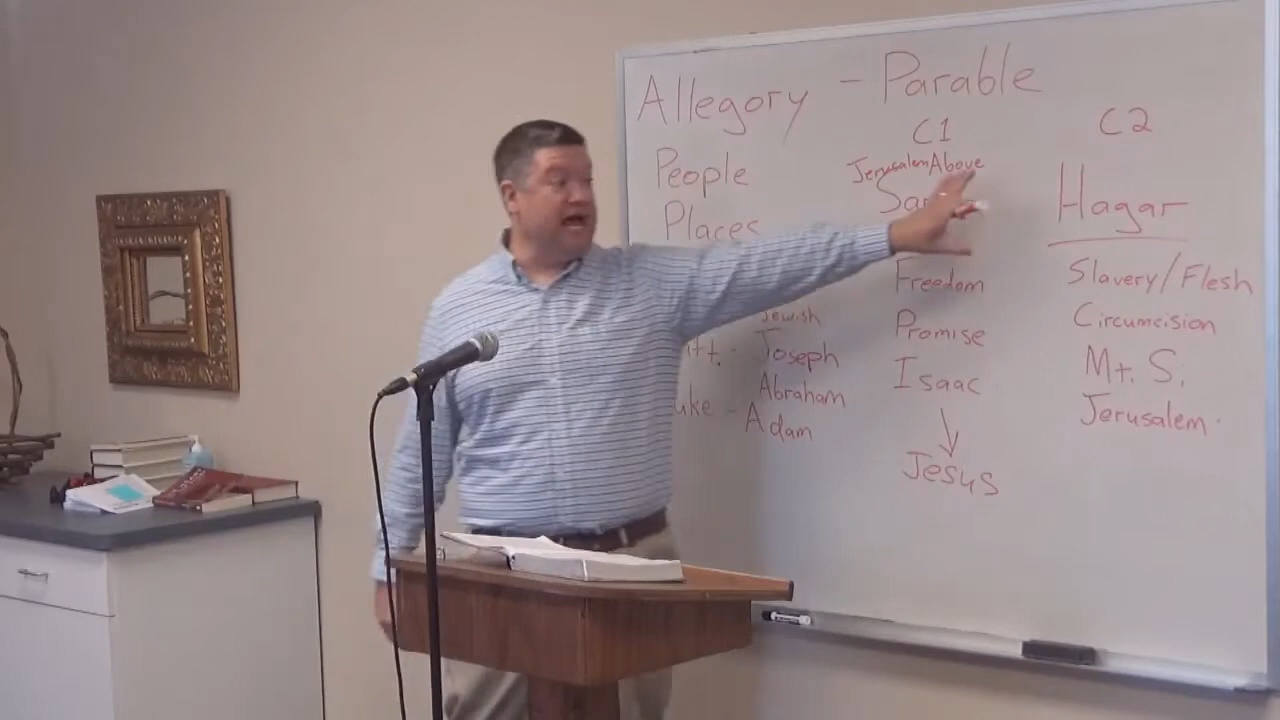 Allegory - Parable
C1
C2
Jerusalem Above
People
Hagar
Places
Freedom
Slavery/Flesh
Jewish
Promise
Circumcision
Joseph
Isaac
Mt. S.
Abraham
Adam
Jerusalem.
Jesus